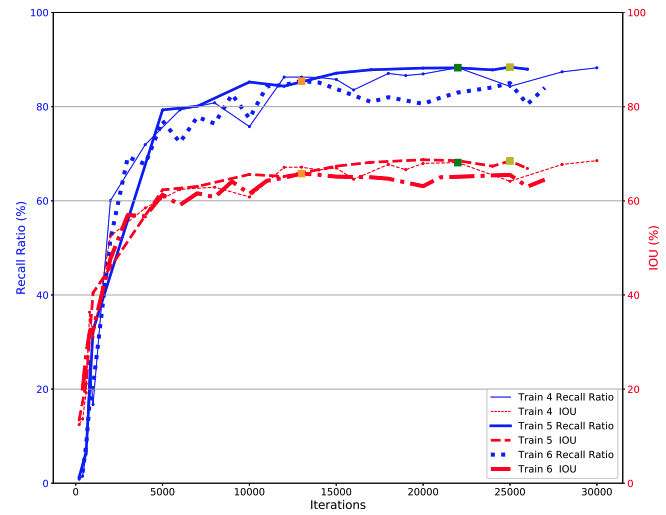 100
80
60
40
20
0
Recall Ratio (%)
100
80
60
40
20
0
IOU (%)
0 5000 10000 15000 20000 25000 30000
Iterations
Train 4 Recall Ratio
Train 4 IOU
Train 5 Recall Ratio
Train 5 IOU
Train 6 Recall Ratio
Train 6 IOU